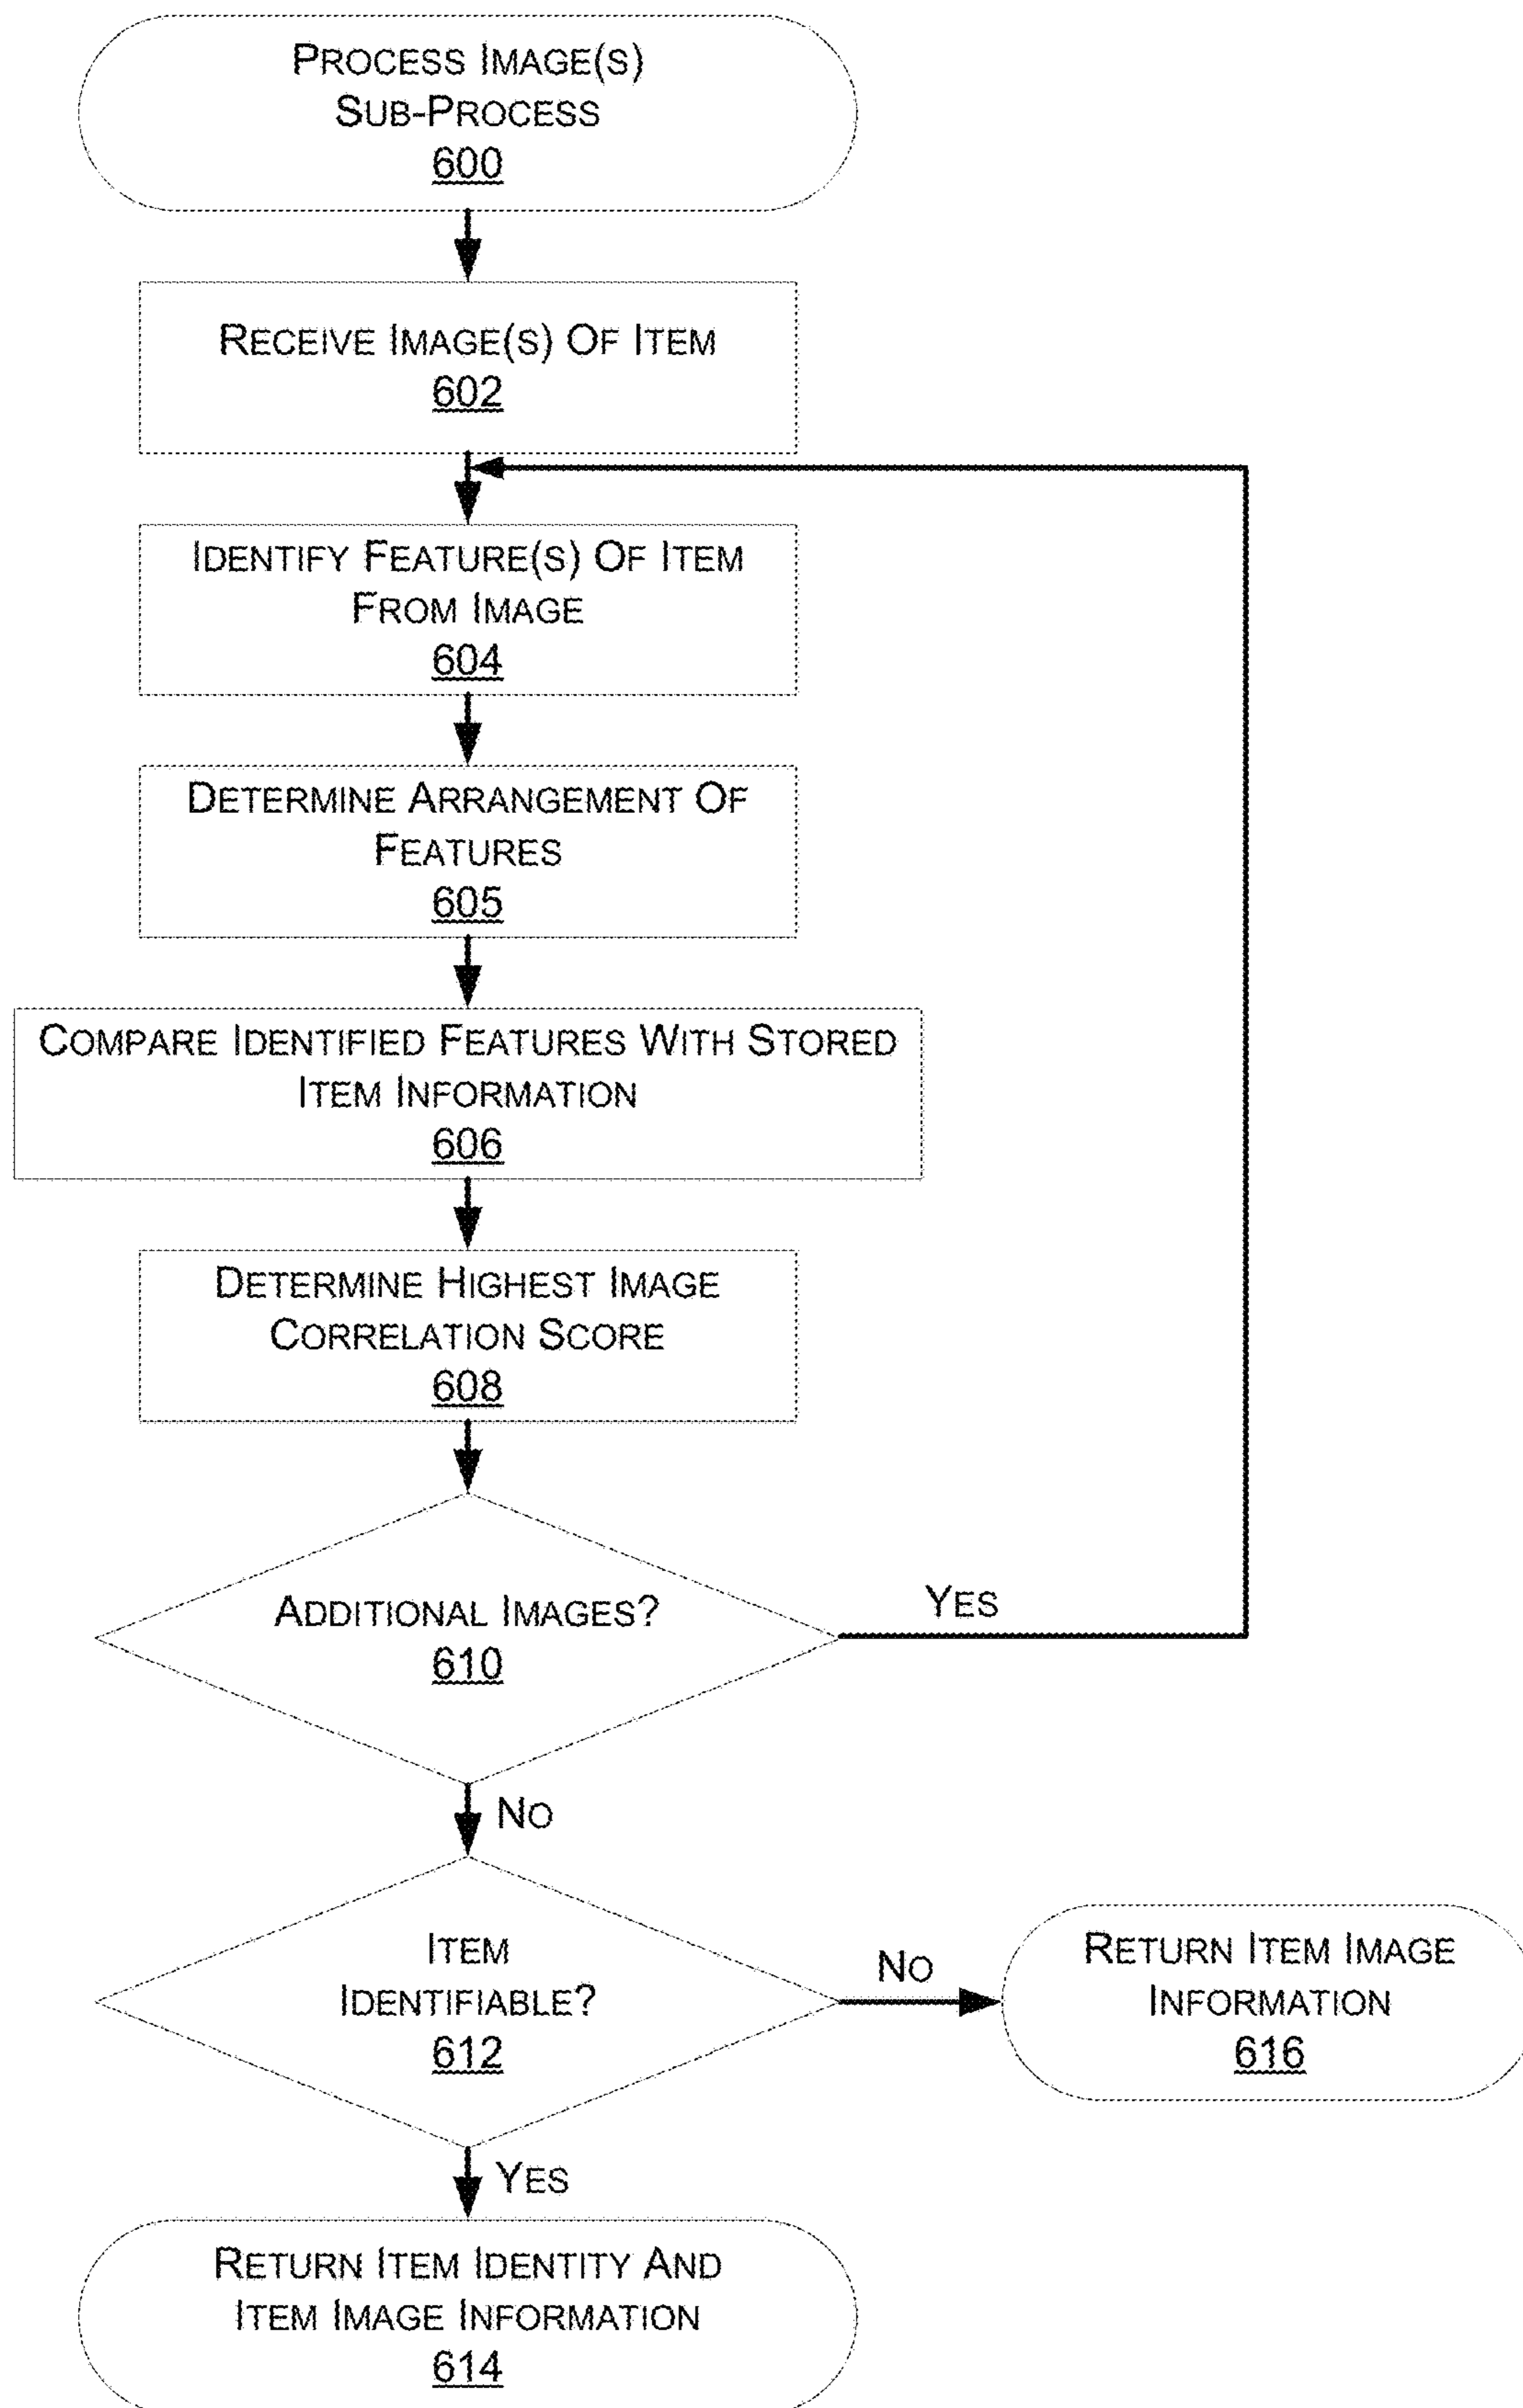 PROCESS IMAGE(S)
SUB-PROCESS
600
RECEIVE IMAGE(S) OF ITEM
602
IDENTIFY FEATURE(S) OF ITEM
FROM IMAGE
604
DETERMINE ARRANGEMENT OF
FEATURES
605
COMPARE IDENTIFIED FEATURES WITH STORED
ITEM INFORMATION
606
DETERMINE HIGHEST IMAGE
CORRELATION SCORE
608
ADDITIONAL IMAGES?
610
YES
NO
ITEM
IDENTIFIABLE?
612
NO
RETURN ITEM IMAGE
INFORMATION
616
YES
RETURN ITEM IDENTITY AND
ITEM IMAGE INFORMATION
614